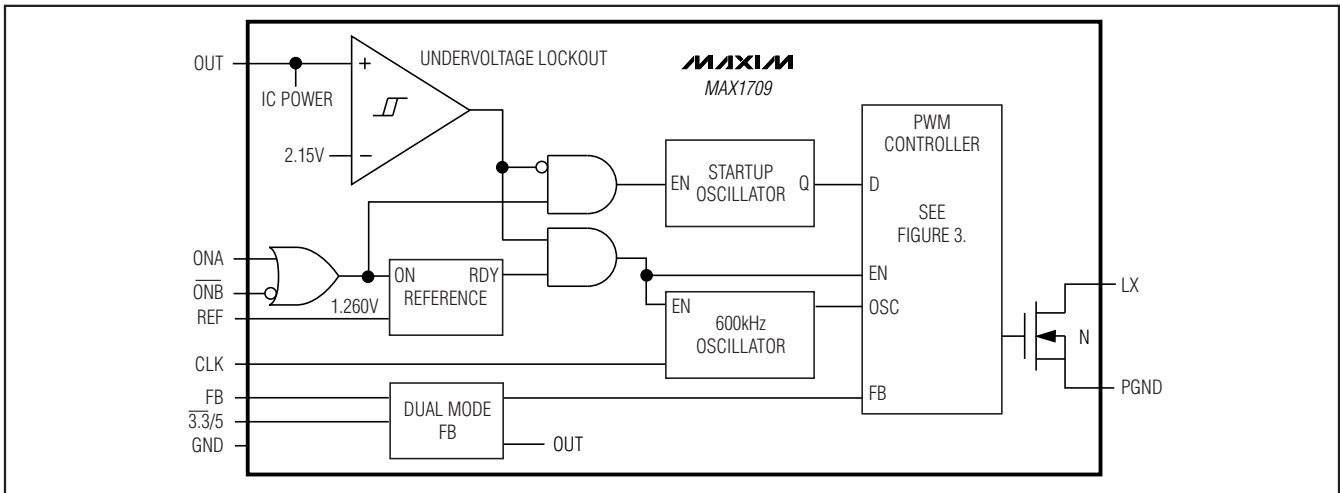 OUT
IC POWER
+
UNDERVOLTAGE LOCKOUT
2.15V
−
MAXIM
MAX1709
PWM
CONTROLLER
SEE
FIGURE 3.
EN
STARTUP
OSCILLATOR
Q
D
ONA
ONB
REF
1.260V
ON
RDY
REFERENCE
EN
EN
600kHz
OSCILLATOR
OSC
LX
N
PGND
CLK
FB
3.3/5
GND
DUAL MODE
FB
OUT
FB